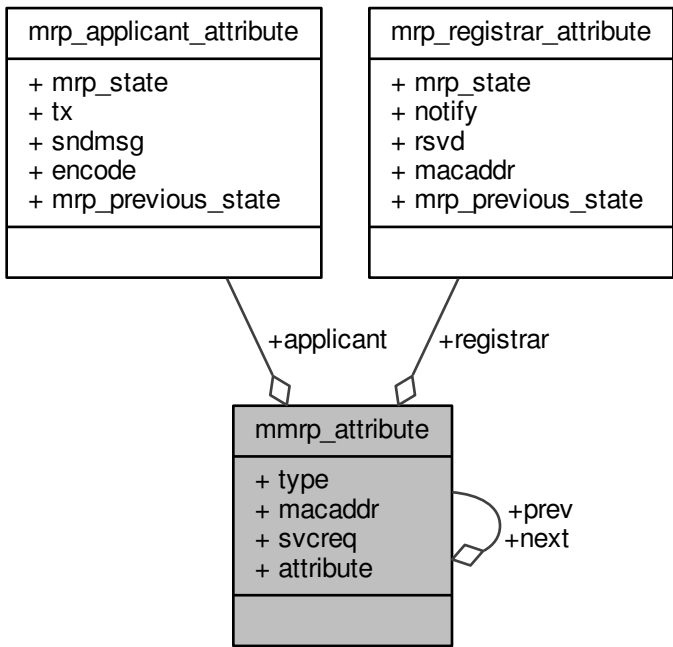 mrp_applicant_attribute
+ mrp_state
+ tx
+ sndmsg
+ encode
+ mrp_previous_state
mrp_registrar_attribute
+ mrp_state
+ notify
+ rsvd
+ macaddr
+ mrp_previous_state
+applicant
+registrar
mmrp_attribute
+ type
+ macaddr
+ svcreq
+ attribute
+prev
+next